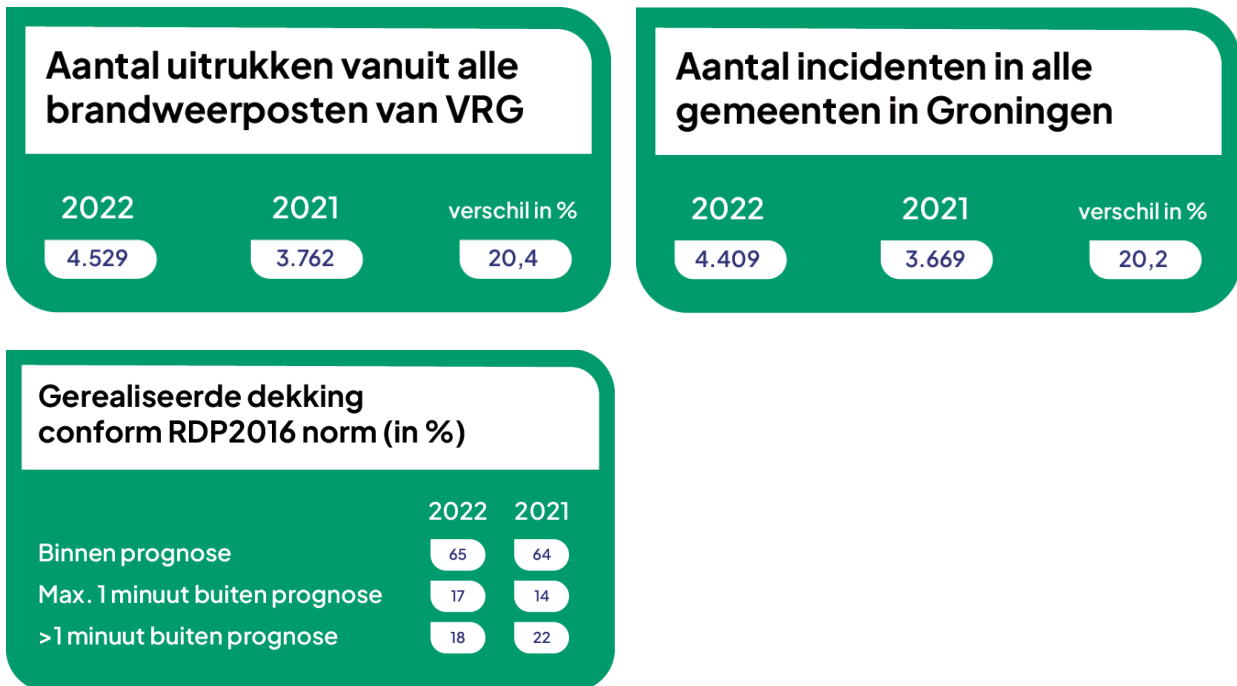 Aantal uitrukken vanuit alle
brandweerposten van VRG
2022 2021 verschil in %
4.529 3.762 20,4
Aantal incidenten in alle
gemeenten in Groningen
2022 2021 verschil in %
4.409 3.669 20,2
Gerealiseerde dekking
conform RDP2016 norm (in %)
2022 2021
Binnen prognose 65 64
Max. 1 minuut buiten prognose 17 14
>1 minuut buiten prognose 18 22